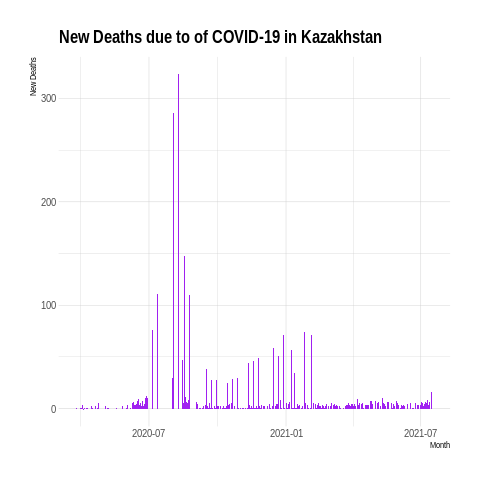 New Deaths due to of COVID-19 in Kazakhstan
New Deaths
300
200
100
0
2020-07
2021-01
2021-07
Month